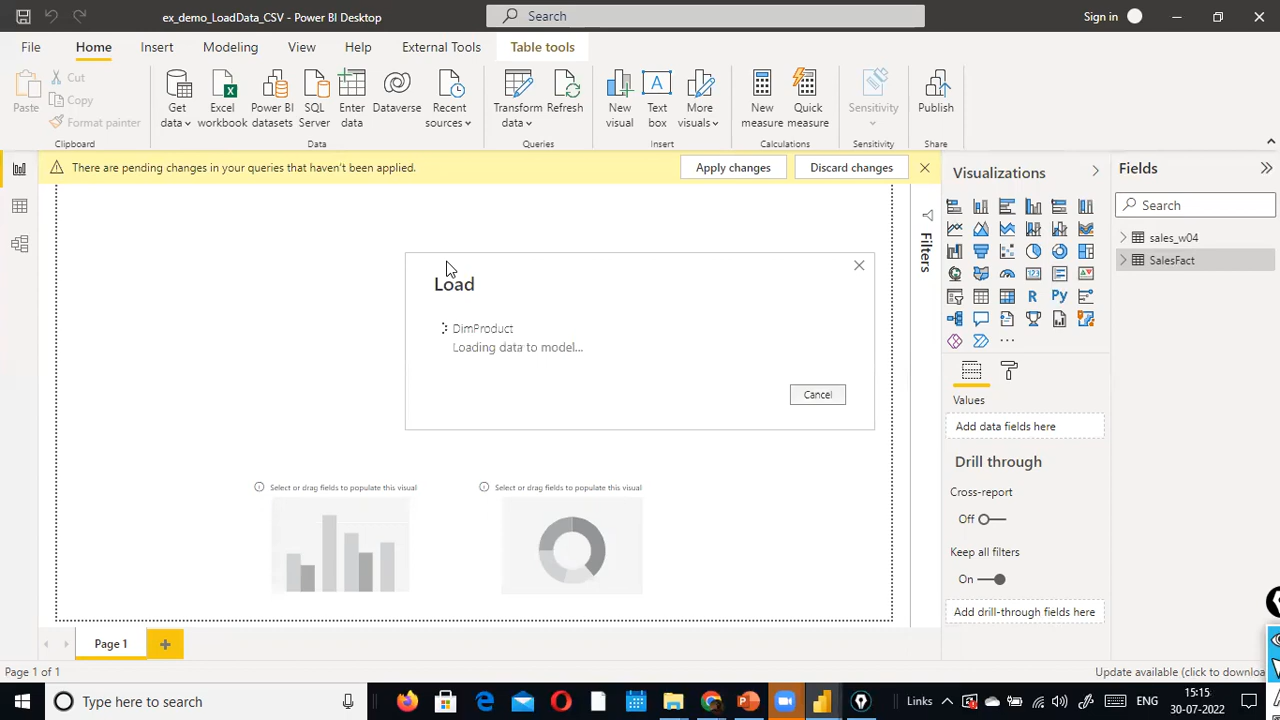 ex_demo_LoadData_CSV - Power BI Desktop
Search
Sign in
File
Home
Insert
Modeling
View
Help
External Tools
Table tools
Paste
Cut
Copy
Format painter
Clipboard
Get data
Excel workbook
Power BI datasets
SQL Server
Enter data
Dataverse
Recent sources
Data
Transform data
Refresh
Queries
New visual
Text box
More visuals
Insert
New measure
Quick measure
Calculations
Sensitivity
Sensitivity
Publish
Share
There are pending changes in your queries that haven't been applied.
Apply changes
Discard changes
Load
DimProduct
Loading data to model...
Cancel
Select or drag fields to populate this visual
Select or drag fields to populate this visual
Filters
Visualizations
R
Py
Values
Add data fields here
Drill through
Cross-report
Off
Keep all filters
On
Add drill-through fields here
Fields
Search
sales_w04
SalesFact
Page 1
Page 1 of 1
Update available (click to downloa
Type here to search
Links
ENG
15:15
30-07-2022